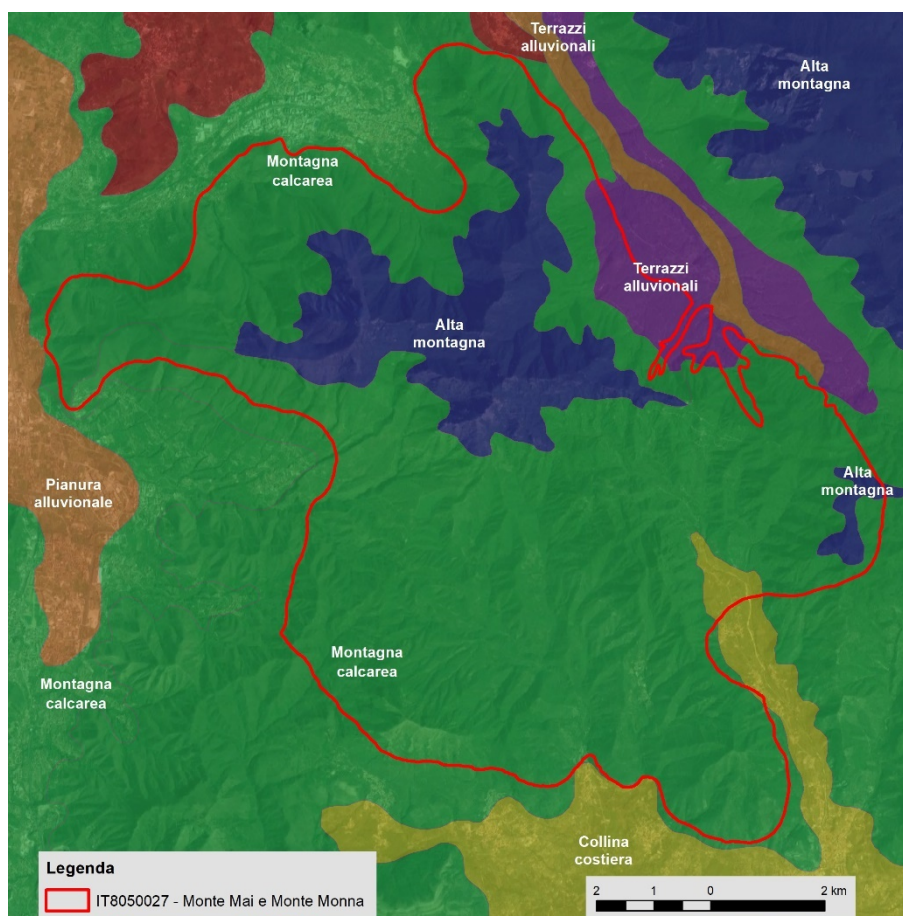 Terrazzi
alluvionali
Alta
montagna
Montagna
calcarea
Terrazzi
alluvionali
Alta
montagna
Alta
montagna
Pianura
alluvionale
Montagna
calcarea
Montagna
calcarea
Collina
costiera
Legenda
IT8050027 - Monte Mai e Monte Monna
2 1 0 2 km